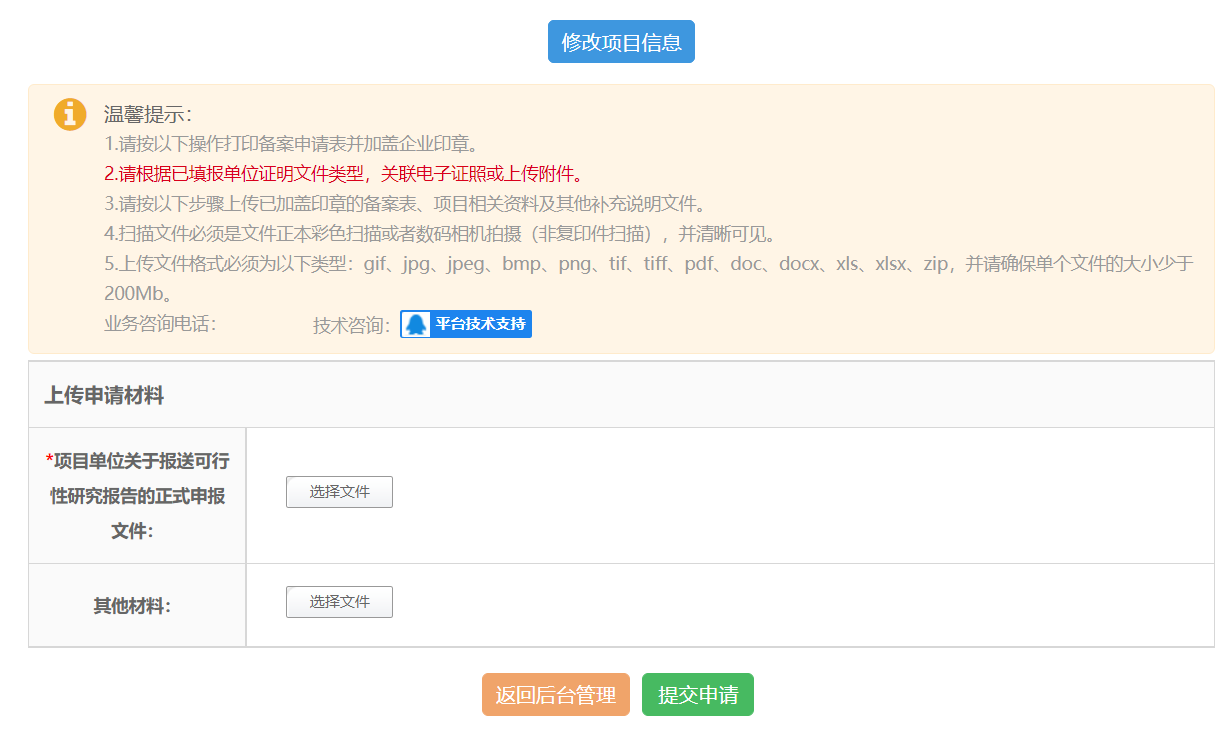 修改项目信息
温馨提示：
1.请按以下操作打印备案申请表并加盖企业印章。
2.请根据已填报单位证明文件类型，关联电子证照或上传附件。
3.请按以下步骤上传已加盖印章的备案表、项目相关资料及其他补充说明文件。
4.扫描文件必须是文件正本彩色扫描或者数码相机拍摄（非复印件扫描），并清晰可见。
5.上传文件格式必须为以下类型：gif、jpg、jpeg、bmp、png、tif、tiff、pdf、doc、docx、xls、xlsx、zip，并请确保单个文件的大小少于
200Mb。
业务咨询电话： 技术咨询： 平台技术支持
上传申请材料
*项目单位关于报送可行
性研究报告的正式申报
文件：
选择文件
其他材料：
选择文件
返回后台管理 提交申请